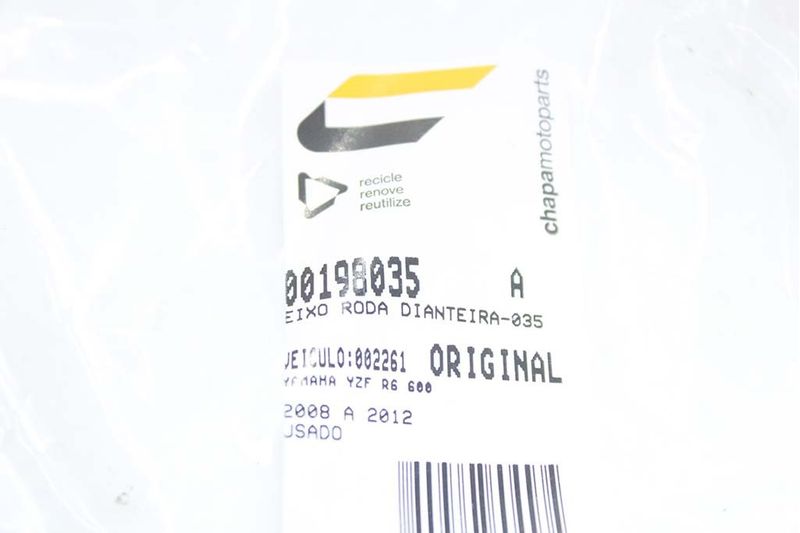 chapamotoparts
recicle
renove
reutilize
00198035 A
EIXO RODA DIANTEIRA-035
VEICULO:002261 ORIGINAL
YAMAHA YZF R6 600
2008 A 2012
USADO